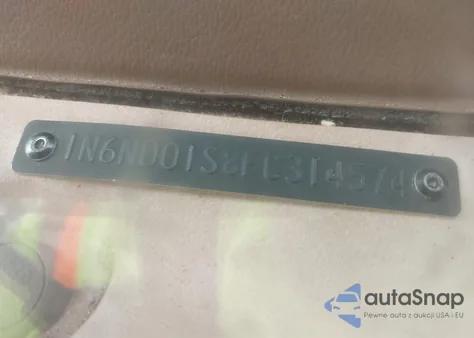 1N6ND01S8FC314574
autaSnap
Pewne auta z aukcji USA i EU